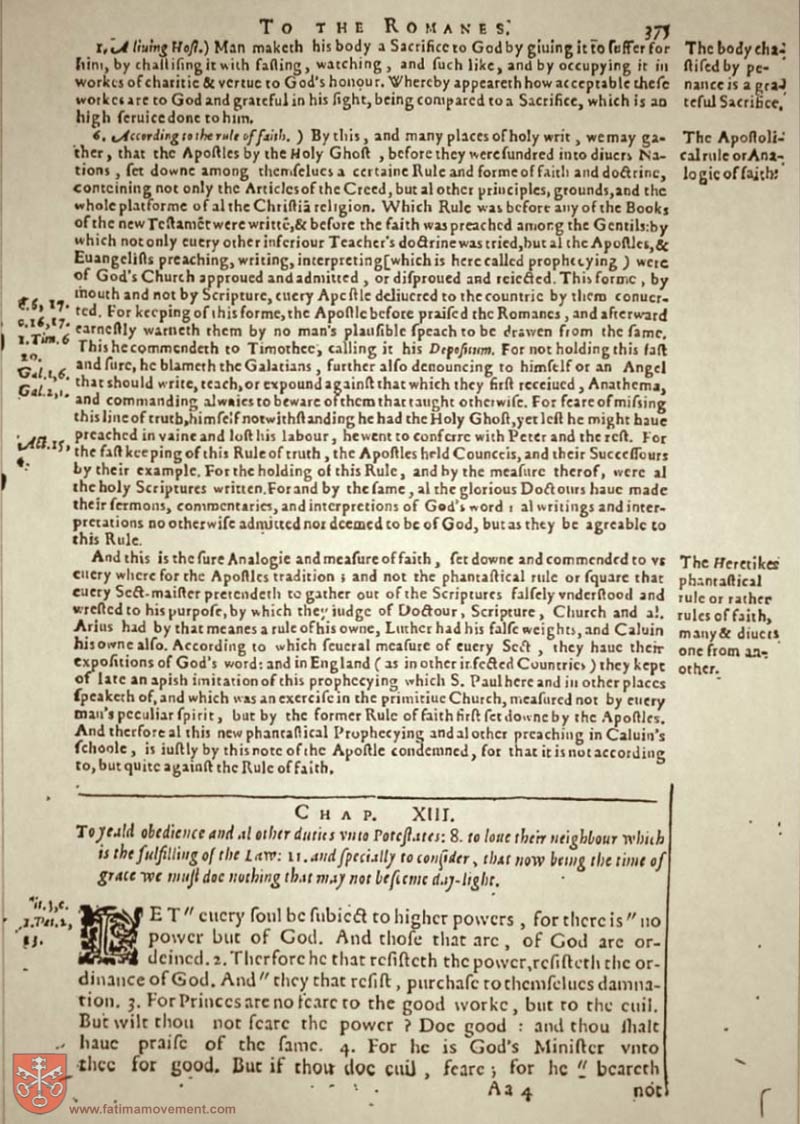 TO THE ROMANES.
375
1. A liuing Host.) Man maketh his body a Sacrifice to God by giuing it to suffer for
him, by chastising it with fasting, watching, and such like, and by occupying it in
workes of charitie & vertue to God's honour. Whereby appeareth how acceptable these
workes are to God and grateful in his sight, being compared to a Sacrifice, which is an
high seruice done to him.
The body cha-
stised by pe-
nance is a gra-
teful Sacrifice.
6. According to the rule of faith.) By this, and many places of holy writ, we may ga-
ther, that the Apostles by the Holy Ghost, before they were sundred into diuers Na-
tions, set downe among themselues a certaine Rule and forme of faith and doctrine,
conteining not only the Articles of the Creed, but al other principles, grounds, and the
whole platforme of al the Christiã religion. Which Rule was before any of the Books
of the new Testamēt were writtē, & before the faith was preached among the Gentils: by
which not only euery other inferiour Teacher's doctrine was tried, but al the Apostles, &
Euangelists preaching, writing, interpreting [which is here called prophecying) were
of God's Church approued and admitted, or disproued and reiected. This forme, by
mouth and not by Scripture, euery Apostle deliuered to the countrie by them conuer-
ted. For keeping of this forme, the Apostle before praised the Romanes, and afterward
earnestly warneth them by no man's plausible speach to be drawen from the same.
This he commendeth to Timothee, calling it his Depositum. For not holding this fast
and sure, he blameth the Galatians, further also denouncing to himself or an Angel
that should write, teach, or expound against that which they first receiued, Anathema,
and commanding alwaies to beware of them that taught otherwise. For feare of missing
this line of truth, himself notwithstanding he had the Holy Ghost, yet lest he might haue
preached in vaine and lost his labour, he went to conferre with Peter and the rest. For
the fast keeping of this Rule of truth, the Apostles held Councels, and their Successours
by their example. For the holding of this Rule, and by the measure therof, were al
the holy Scriptures written. For and by the same, al the glorious Doctours haue made
their sermons, commentaries, and interpretions of God's word: al writings and inter-
pretations no otherwise admitted nor deemed to be of God, but as they be agreable to
this Rule.
The Apostoli-
cal rule or Ana-
logie of faith.
6, 17.
c. 16, 17.
1. Tim. 6
20.
Gal. 1, 6.
Gal. 2, 1.
Act. 15,
And this is the sure Analogie and measure of faith, set downe and commended to vs
euery where for the Apostles tradition; and not the phantastical rule or square that
euery Sect-maister pretendeth to gather out of the Scriptures falsely vnderstood and
wrested to his purpose, by which they iudge of Doctour, Scripture, Church and al.
Arius had by that meanes a rule of his owne, Luther had his false weights, and Caluin
his owne also. According to which seueral measure of euery Sect, they haue their
expositions of God's word: and in England (as in other infected Countries) they kept
of late an apish imitation of this prophecying which S. Paul here and in other places
speaketh of, and which was an exercise in the primitiue Church, measured not by euery
man's peculiar spirit, but by the former Rule of faith first set downe by the Apostles.
And therfore al this new phantastical Prophecying and al other preaching in Caluin's
schoole, is iustly by this note of the Apostle condemned, for that it is not according
to, but quite against the Rule of faith.
The Heretikes
phantastical
rule or rather
rules of faith,
many & diuers
one from an-
other.
CHAP. XIII.
To yeald obedience and al other duties vnto Potestates: 8. to loue their neighbour which
is the fulfilling of the Law: 11. and specially to consider, that now being the time of
grace we must doe nothing that may not beseeme day-light.
1. Pet. 2,
13.
LET " euery soul be subiect to higher powers, for there is " no
power but of God. And those that are, of God are or-
deined. 2. Therfore he that resisteth the power, resisteth the or-
dinance of God. And " they that resist, purchase to themselues damna-
tion. 3. For Princes are no feare to the good worke, but to the euil.
But wilt thou not feare the power? Doe good: and thou shalt
haue praise of the same. 4. For he is God's Minister vnto
thee for good. But if thou doe euil, feare; for he " beareth
Aa 4
not
www.fatimamovement.com